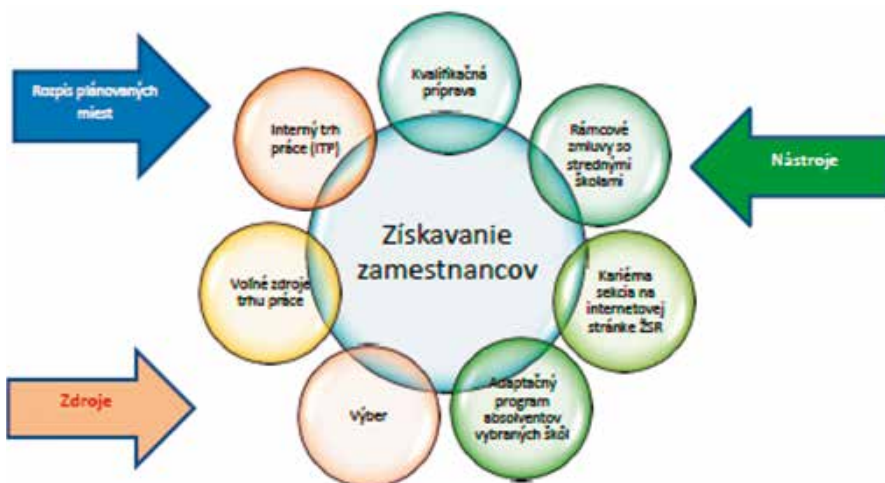 Rozpis plánovaných
miest
Kvalifikačná
príprava
Interný trh
práce (ITP)
Rámcové
zmluvy so
strednými
školami
Nástroje
Získavanie
zamestnancov
Voľné zdroje
trhu práce
Kariérna
sekcia na
internetovej
stránke ŽSR
Zdroje
Výber
Adaptačný
program
absolventov
vybraných škôl